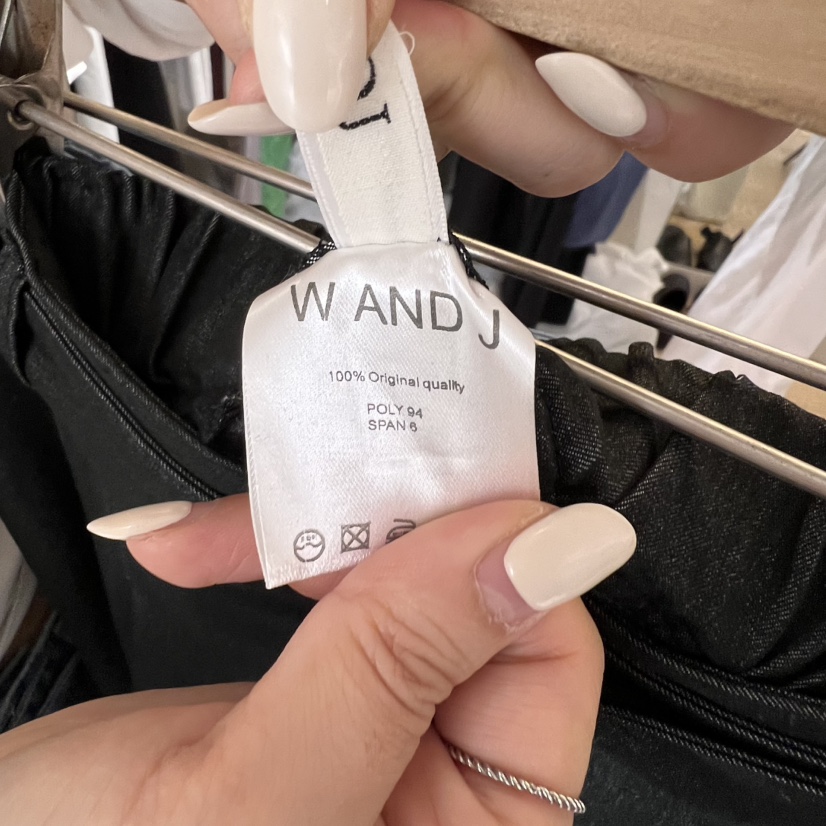 W AND J
100% Original quality
POLY 94
SPAN 6